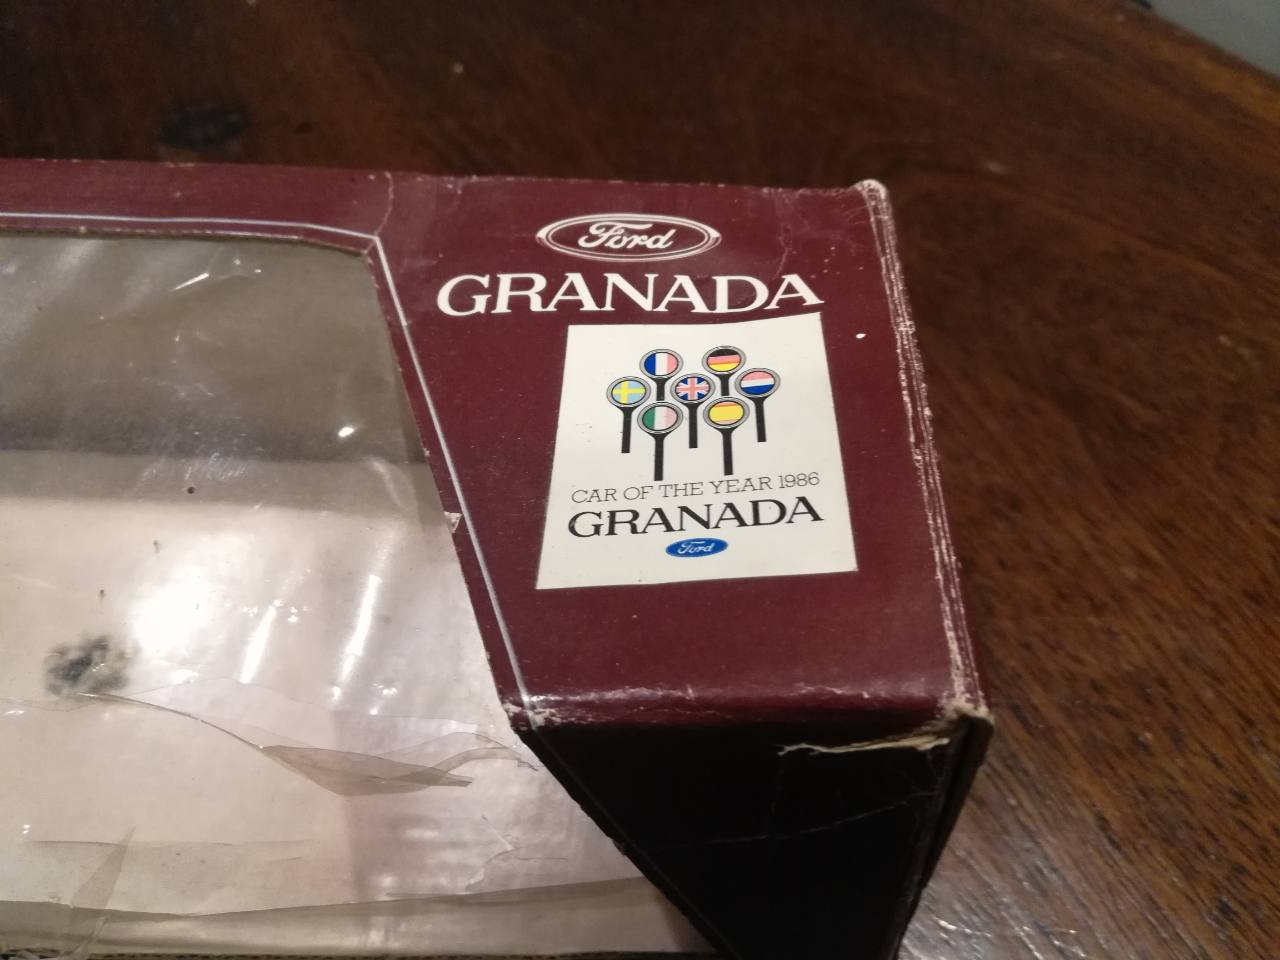 Ford
GRANADA
CAR OF THE YEAR 1986
GRANADA
Ford